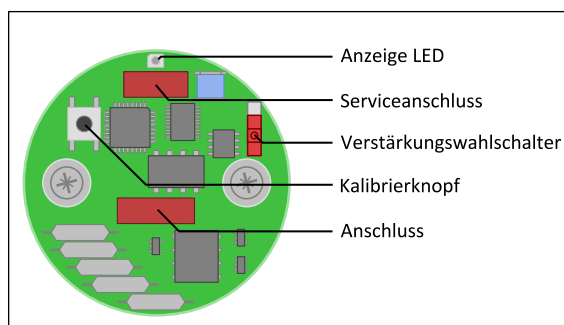 Anzeige LED
Serviceanschluss
Verstärkungswahlschalter
Kalibrierknopf
Anschluss